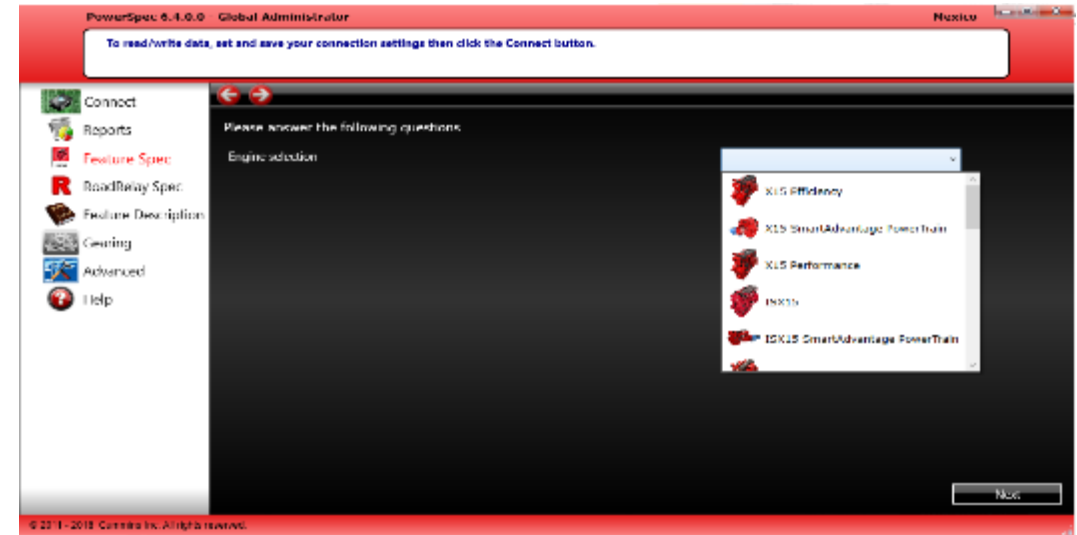 PowerSpec 6.4.0.0 Global Administrator
Mexico
To read/write data, set and save your connection settings then click the Connect button.
Connect
Reports
Please answer the following questions
Engine selection
Feature Spec
RoadRelay Spec
Feature Description
Gearing
Advanced
Help
X15 Efficiency
X15 SmartAdvantage PowerTrain
X15 Performance
ISX15
ISX15 SmartAdvantage PowerTrain
Next
© 2011 - 2018 Cummins Inc. All rights reserved.